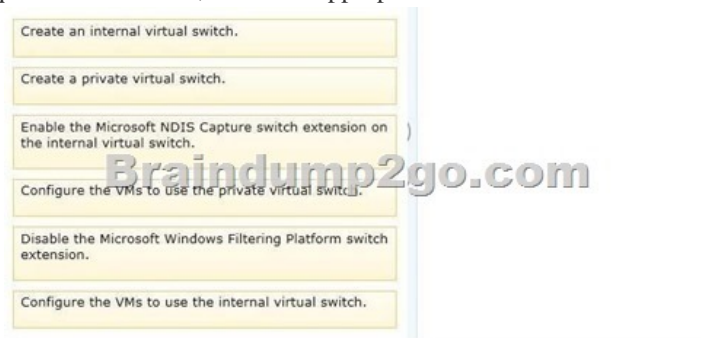 Create an internal virtual switch.
Create a private virtual switch.
Enable the Microsoft NDIS Capture switch extension on
the internal virtual switch.
Braindump2go.com
Configure the VMs to use the private virtual switch.
Disable the Microsoft Windows Filtering Platform switch
extension.
Configure the VMs to use the internal virtual switch.